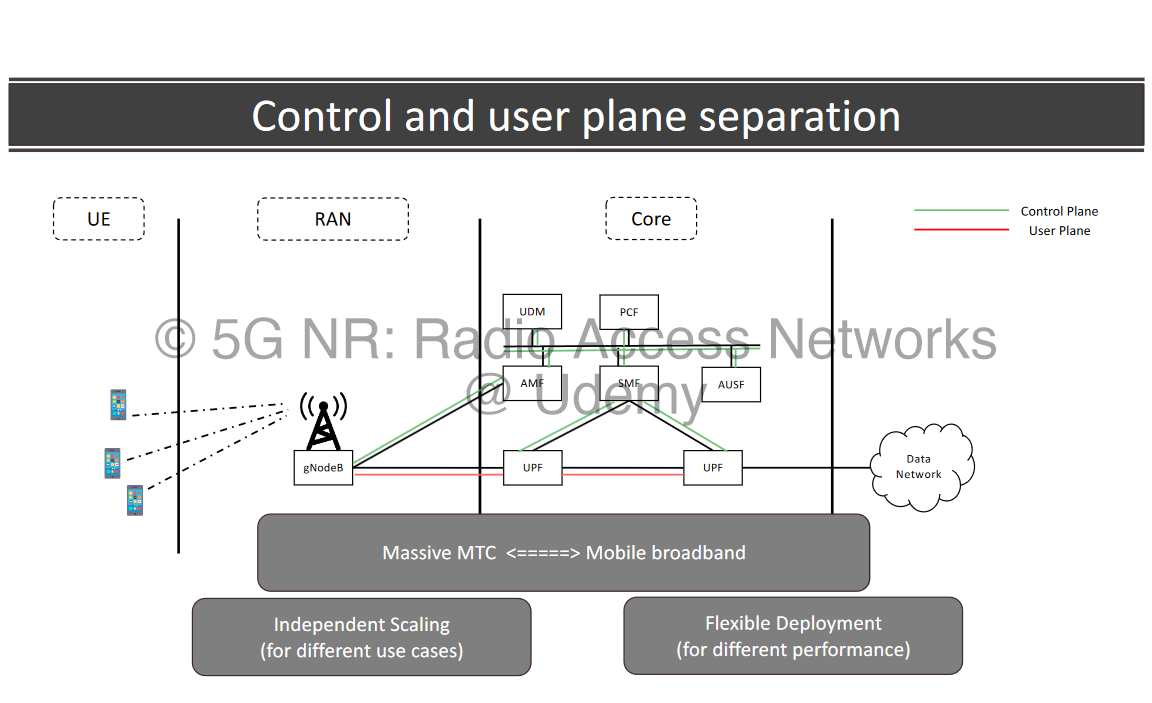 Control and user plane separation
UE
RAN
Core
Control Plane
User Plane
UDM
PCF
© 5G NR: Radio Access Networks
@ Udemy
AMF
SMF
AUSF
gNodeB
UPF
UPF
Data
Network
Massive MTC <=====> Mobile broadband
Independent Scaling
(for different use cases)
Flexible Deployment
(for different performance)